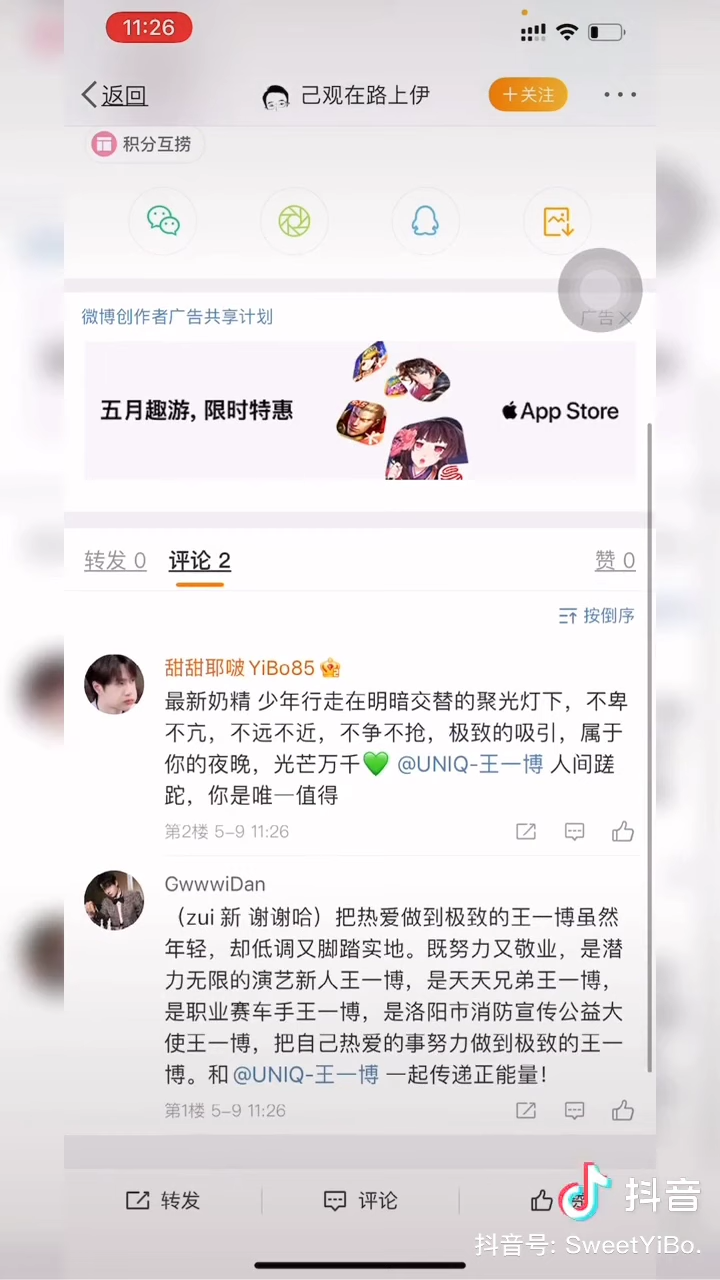 11:26
返回
己观在路上伊
+关注
积分互捞
微博创作者广告共享计划
广告
五月趣游, 限时特惠
App Store
转发 0
评论 2
赞 0
按倒序
甜甜耶啵YiBo85
最新奶精 少年行走在明暗交替的聚光灯下，不卑
不亢，不远不近，不争不抢，极致的吸引，属于
你的夜晚，光芒万千💚 @UNIQ-王一博 人间蹉
跎，你是唯一值得
第2楼 5-9 11:26
GwwwiDan
（zui 新 谢谢哈）把热爱做到极致的王一博虽然
年轻，却低调又脚踏实地。既努力又敬业，是潜
力无限的演艺新人王一博，是天天兄弟王一博，
是职业赛车手王一博，是洛阳市消防宣传公益大
使王一博，把自己热爱的事努力做到极致的王一
博。和 @UNIQ-王一博 一起传递正能量！
第1楼 5-9 11:26
转发
评论
抖音
抖音号: SweetYiBo.